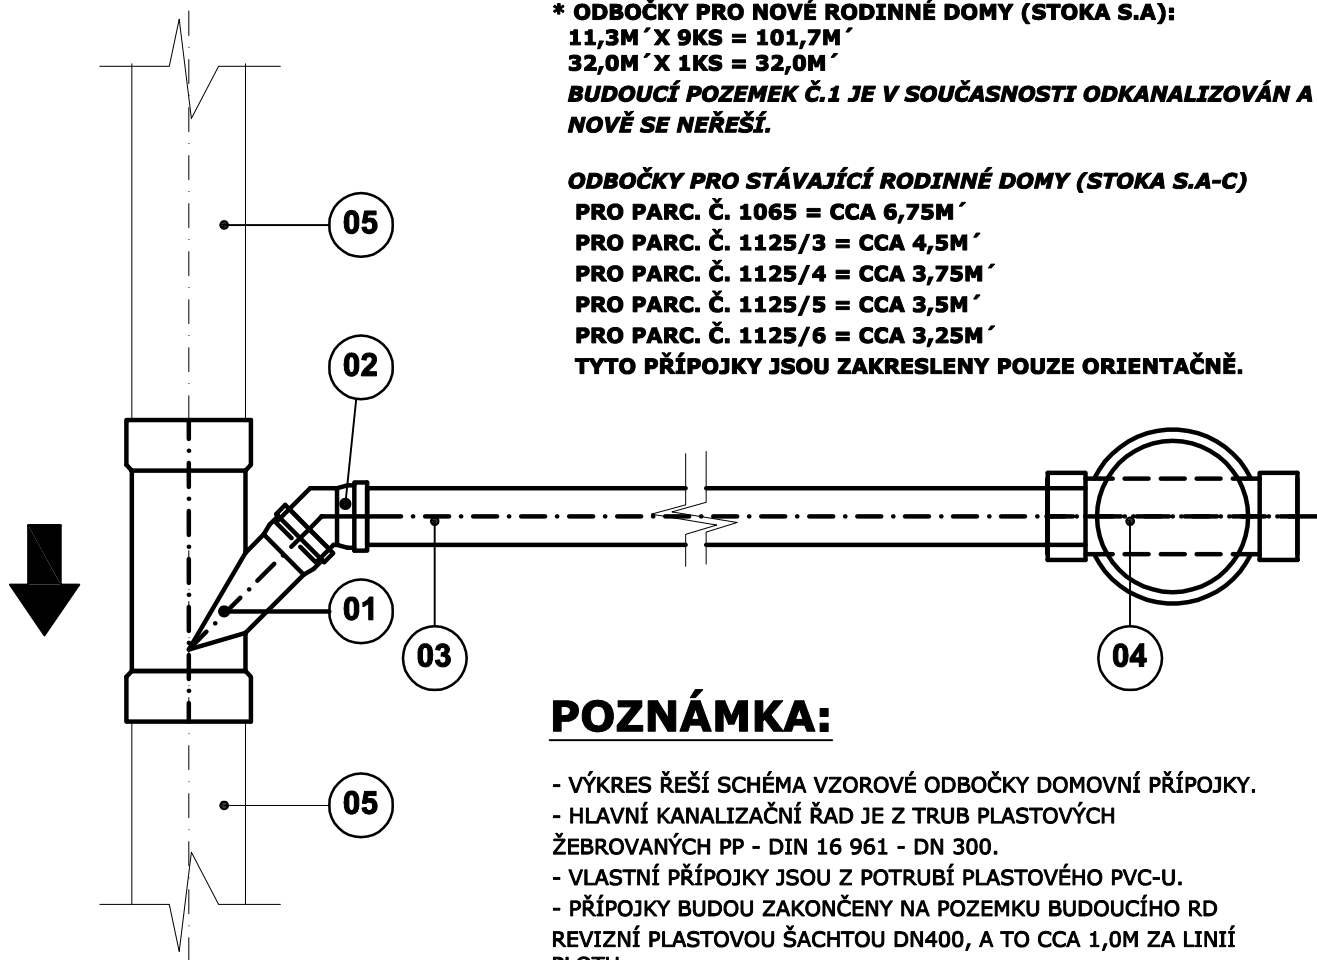 * ODBOČKY PRO NOVÉ RODINNÉ DOMY (STOKA S.A):
11,3M´X 9KS = 101,7M´
32,0M´X 1KS = 32,0M´
BUDOUCÍ POZEMEK Č.1 JE V SOUČASNOSTI ODKANALIZOVÁN A
NOVĚ SE NEŘEŠÍ.
ODBOČKY PRO STÁVAJÍCÍ RODINNÉ DOMY (STOKA S.A-C)
PRO PARC. Č. 1065 = CCA 6,75M´
PRO PARC. Č. 1125/3 = CCA 4,5M´
PRO PARC. Č. 1125/4 = CCA 3,75M´
PRO PARC. Č. 1125/5 = CCA 3,5M´
PRO PARC. Č. 1125/6 = CCA 3,25M´
TYTO PŘÍPOJKY JSOU ZAKRESLENY POUZE ORIENTAČNĚ.
05
02
01
03
04
05
POZNÁMKA:
- VÝKRES ŘEŠÍ SCHÉMA VZOROVÉ ODBOČKY DOMOVNÍ PŘÍPOJKY.
- HLAVNÍ KANALIZAČNÍ ŘAD JE Z TRUB PLASTOVÝCH
ŽEBROVANÝCH PP - DIN 16 961 - DN 300.
- VLASTNÍ PŘÍPOJKY JSOU Z POTRUBÍ PLASTOVÉHO PVC-U.
- PŘÍPOJKY BUDOU ZAKONČENY NA POZEMKU BUDOUCÍHO RD
REVIZNÍ PLASTOVOU ŠACHTOU DN400, A TO CCA 1,0M ZA LINIÍ